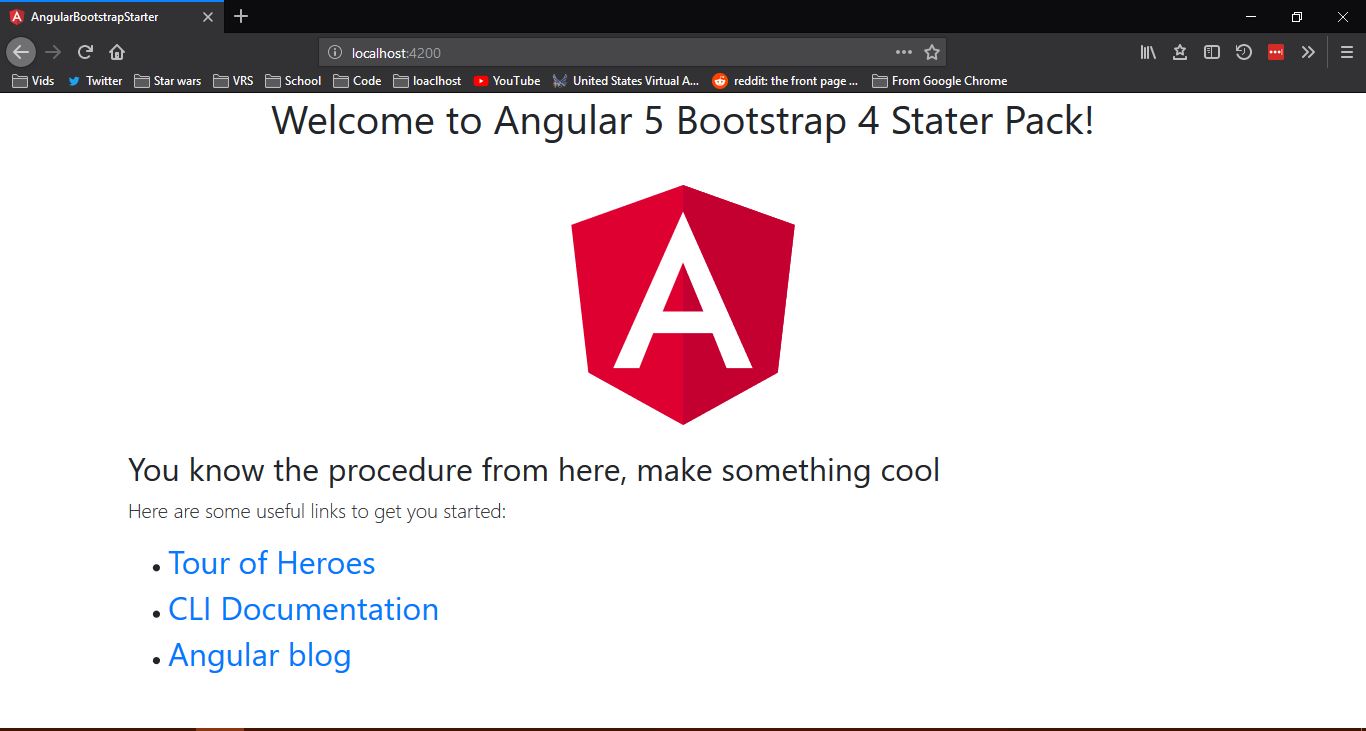 AngularBootstrapStarter
localhost:4200
Vids Twitter Star wars VRS School Code loaclhost YouTube United States Virtual A... reddit: the front page ... From Google Chrome
Welcome to Angular 5 Bootstrap 4 Stater Pack!
A
You know the procedure from here, make something cool
Here are some useful links to get you started:
Tour of Heroes
CLI Documentation
Angular blog